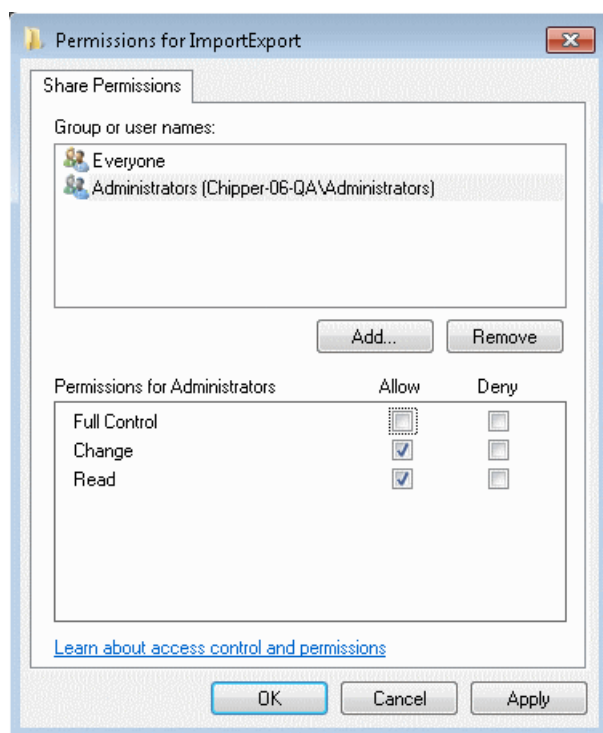 Permissions for ImportExport
Share Permissions
Group or user names:
Everyone
Administrators (Chipper-06-QA\Administrators)
Add... Remove
Permissions for Administrators Allow Deny
Full Control
Change
Read
Learn about access control and permissions
OK Cancel Apply